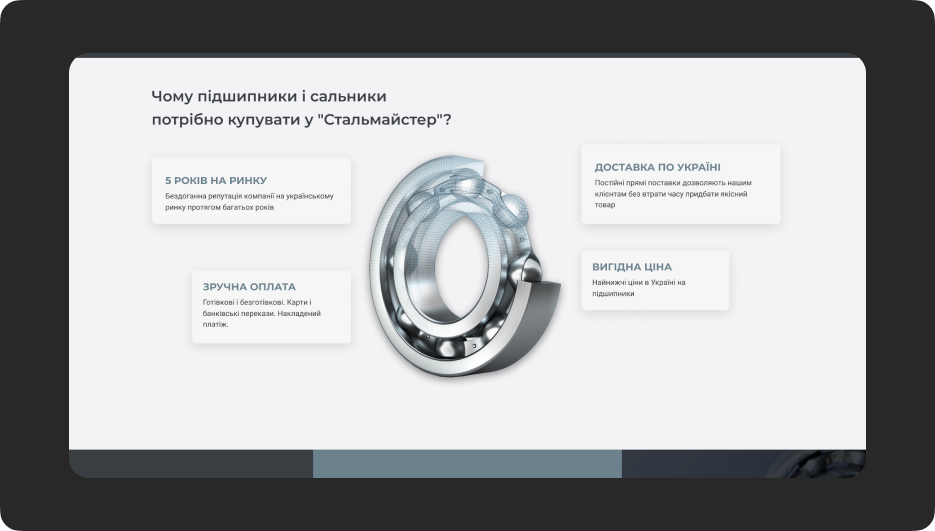 Чому підшипники і сальники
потрібно купувати у "Стальмайстер"?
5 РОКІВ НА РИНКУ
Бездоганна репутація компанії на українському
ринку протягом багатьох років
ДОСТАВКА ПО УКРАЇНІ
Постійні прямі поставки дозволяють нашим
клієнтам без втрати часу придбати якісний
товар
ЗРУЧНА ОПЛАТА
Готівкові і безготівкові. Карти і
банківські перекази. Накладений
платіж.
ВИГІДНА ЦІНА
Найнижчі ціни в Україні на
підшипники